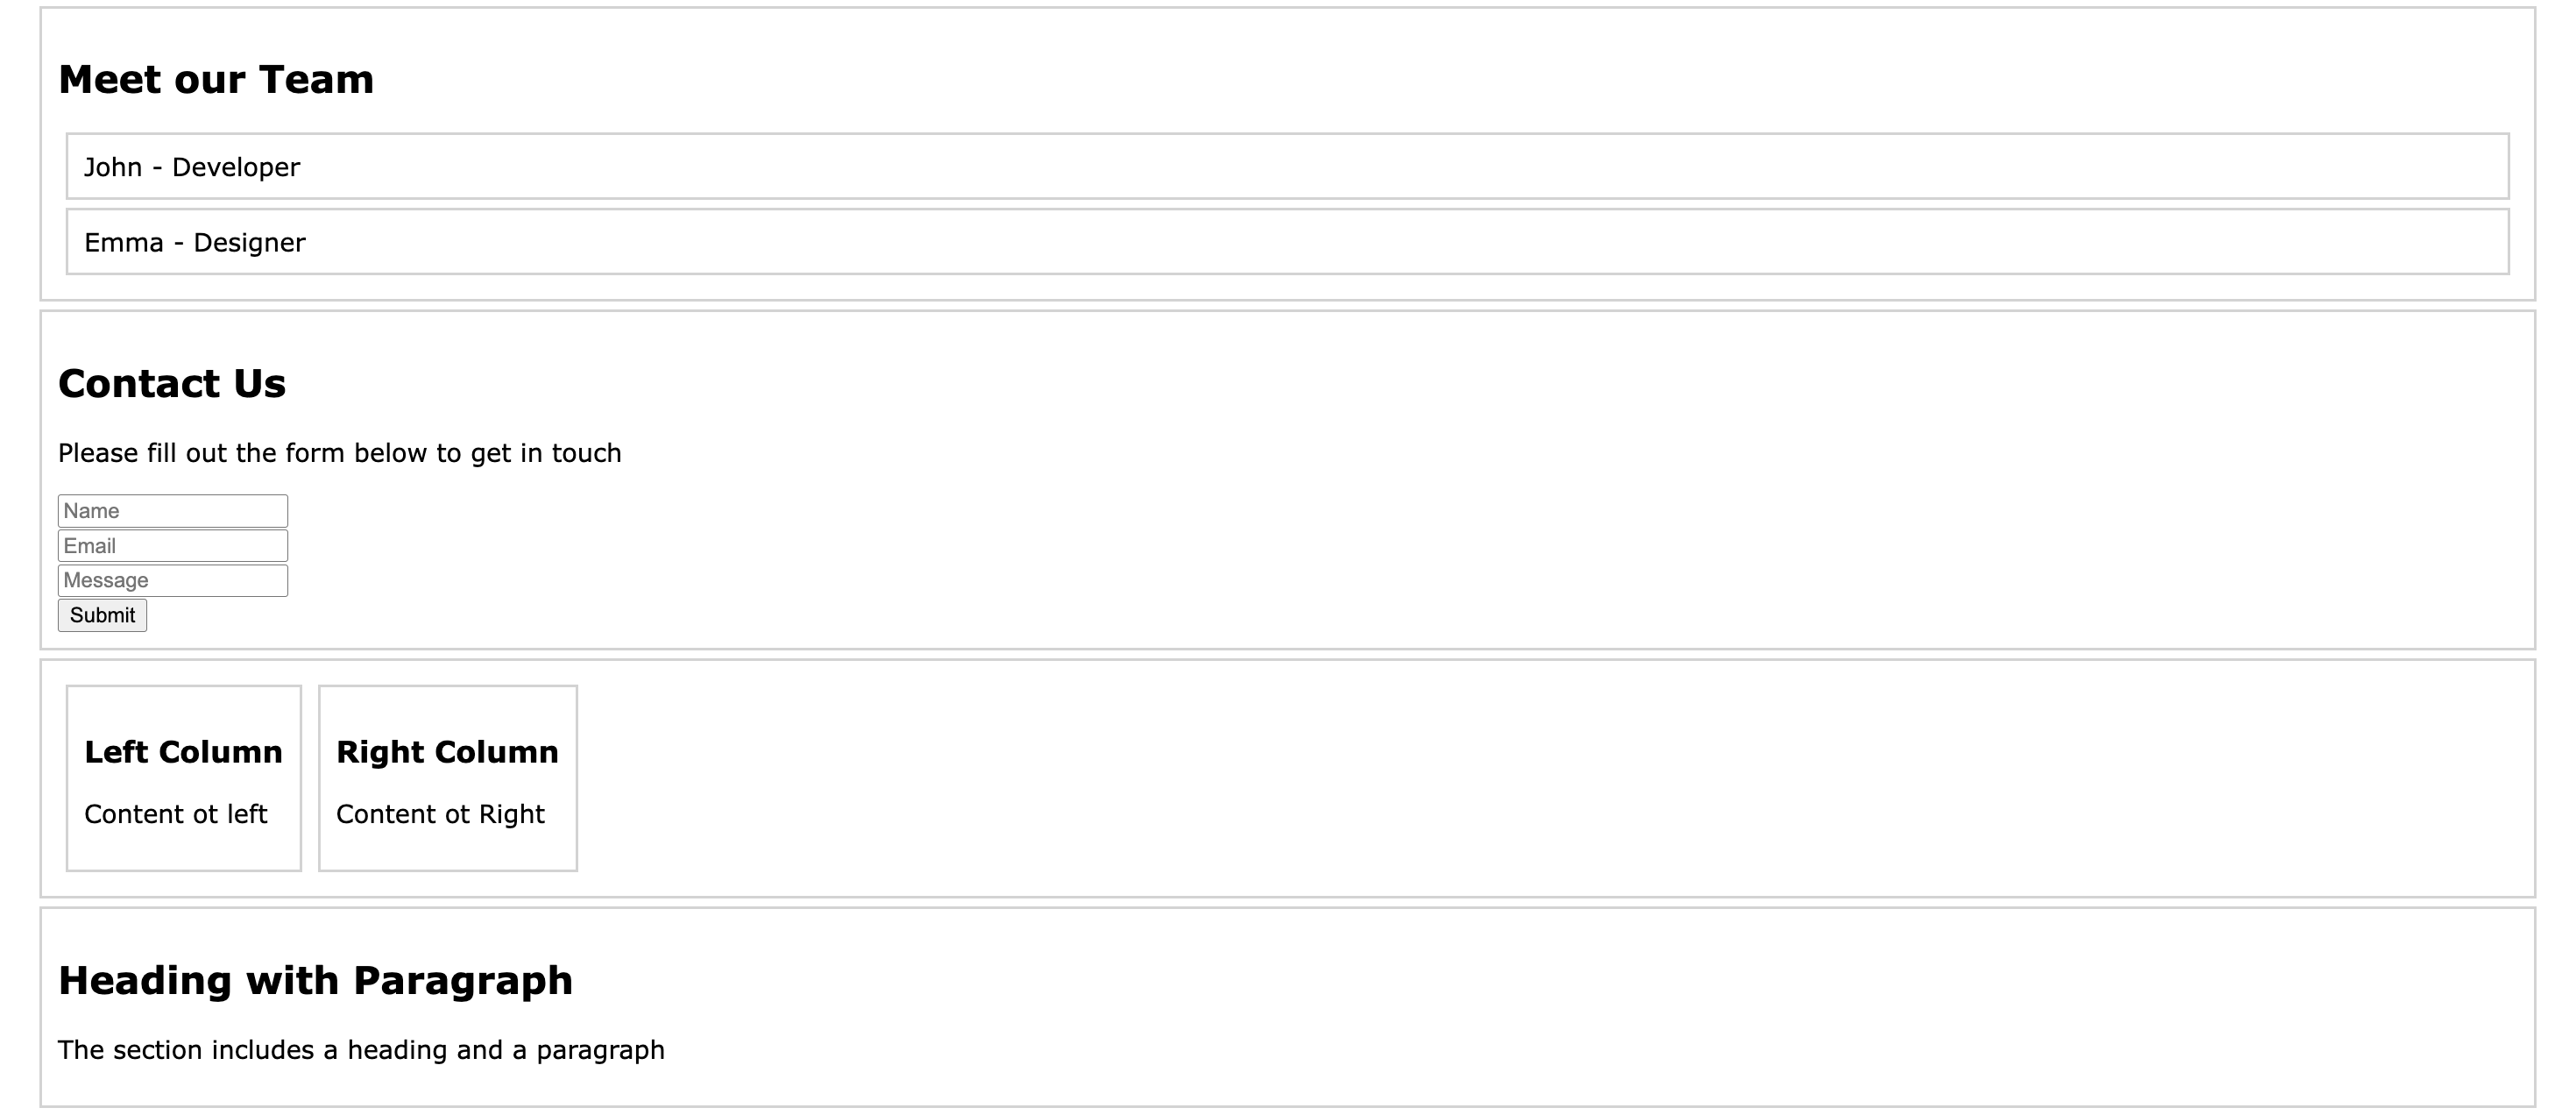 Meet our Team
John - Developer
Emma - Designer
Contact Us
Please fill out the form below to get in touch
Name
Email
Message
Submit
Left Column
Content ot left
Right Column
Content ot Right
Heading with Paragraph
The section includes a heading and a paragraph